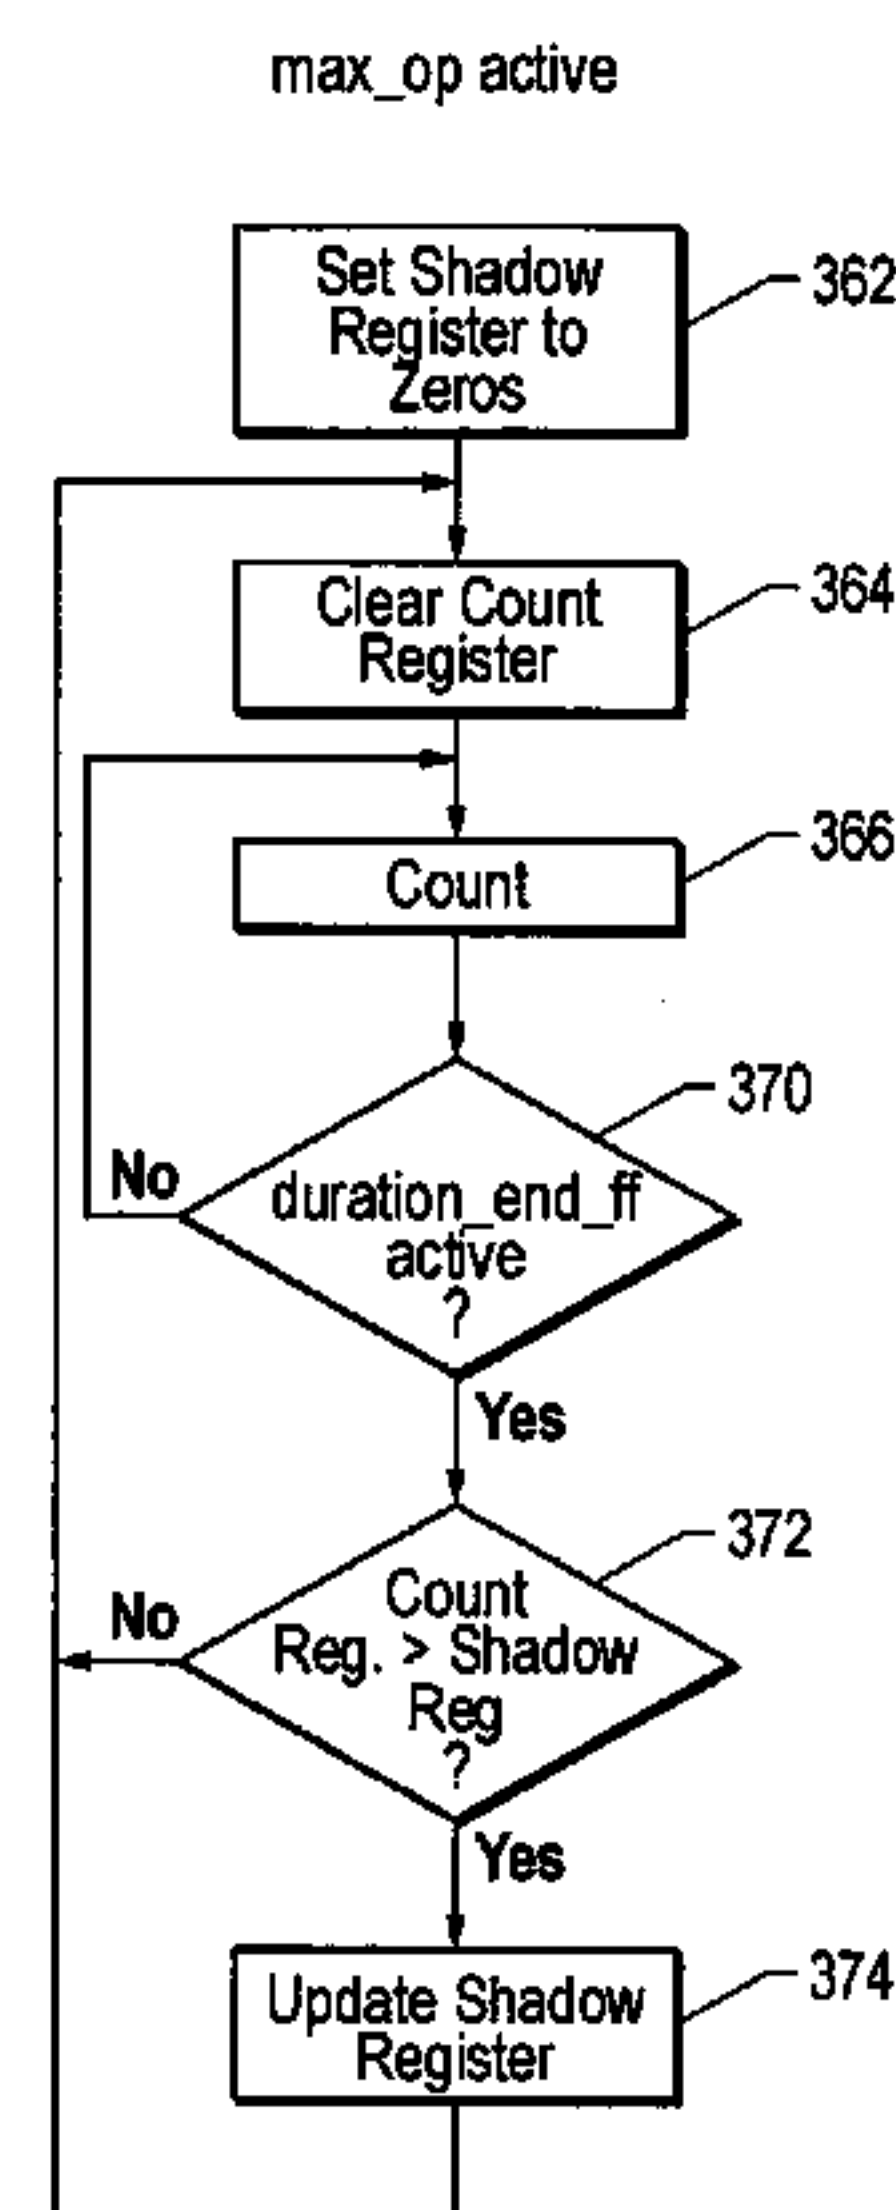 max_op active
Set Shadow
Register to
Zeros
362
Clear Count
Register
364
Count
366
370
No
duration_end_ff
active
?
Yes
372
No
Count
Reg. > Shadow
Reg
?
Yes
Update Shadow
Register
374